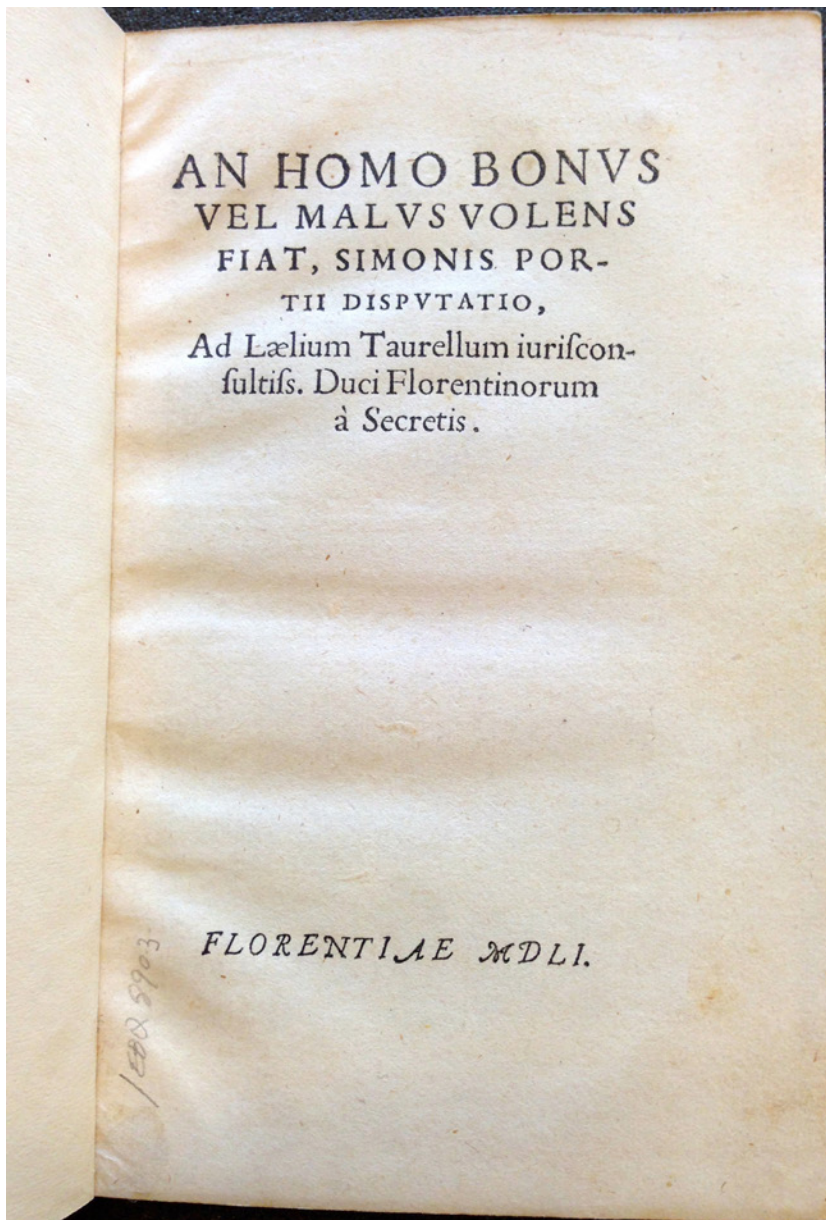 AN HOMO BONVS
VEL MALVS VOLENS
FIAT, SIMONIS POR-
TII DISPVTATIO,
Ad Lælium Taurellum iuriſcon-
ſultiſs. Duci Florentinorum
à Secretis.
FLORENTIAE MDLI.